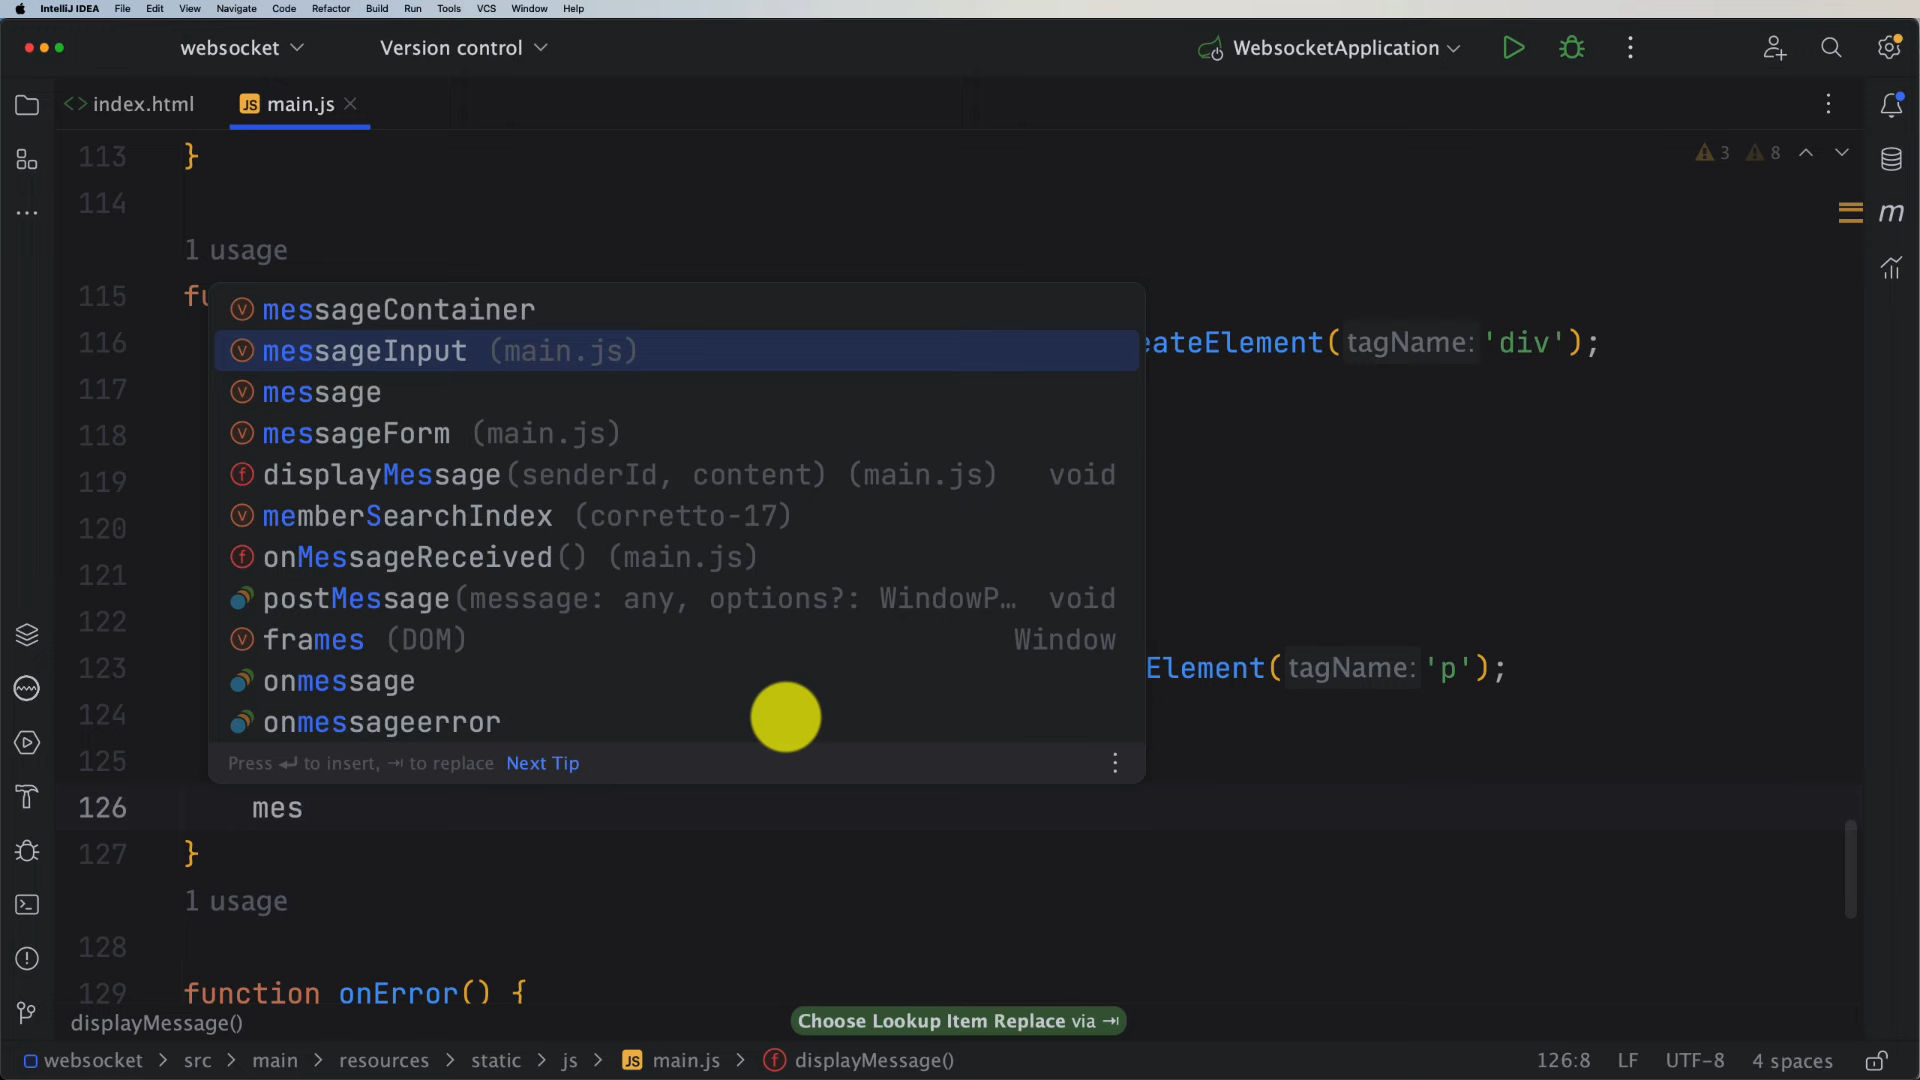 IntelliJ IDEA File Edit View Navigate Code Refactor Build Run Tools VCS Window Help
websocket Version control WebsocketApplication
<> index.html JS main.js
113 }
3 8
114
1 usage
115 fu
messageContainer
116 eateElement( tagName: 'div');
messageInput (main.js)
117 message
118 messageForm (main.js)
119 displayMessage(senderId, content) (main.js) void
120 memberSearchIndex (corretto-17)
121 onMessageReceived() (main.js)
122 postMessage(message: any, options?: WindowP… void
frames (DOM) Window
123 Element( tagName: 'p');
onmessage
124 onmessageerror
125 Press ↵ to insert, ⇥ to replace Next Tip
126 mes
127 }
1 usage
128
129 function onError() {
displayMessage()
Choose Lookup Item Replace via ⇥
websocket > src > main > resources > static > js > JS main.js > f displayMessage() 126:8 LF UTF-8 4 spaces